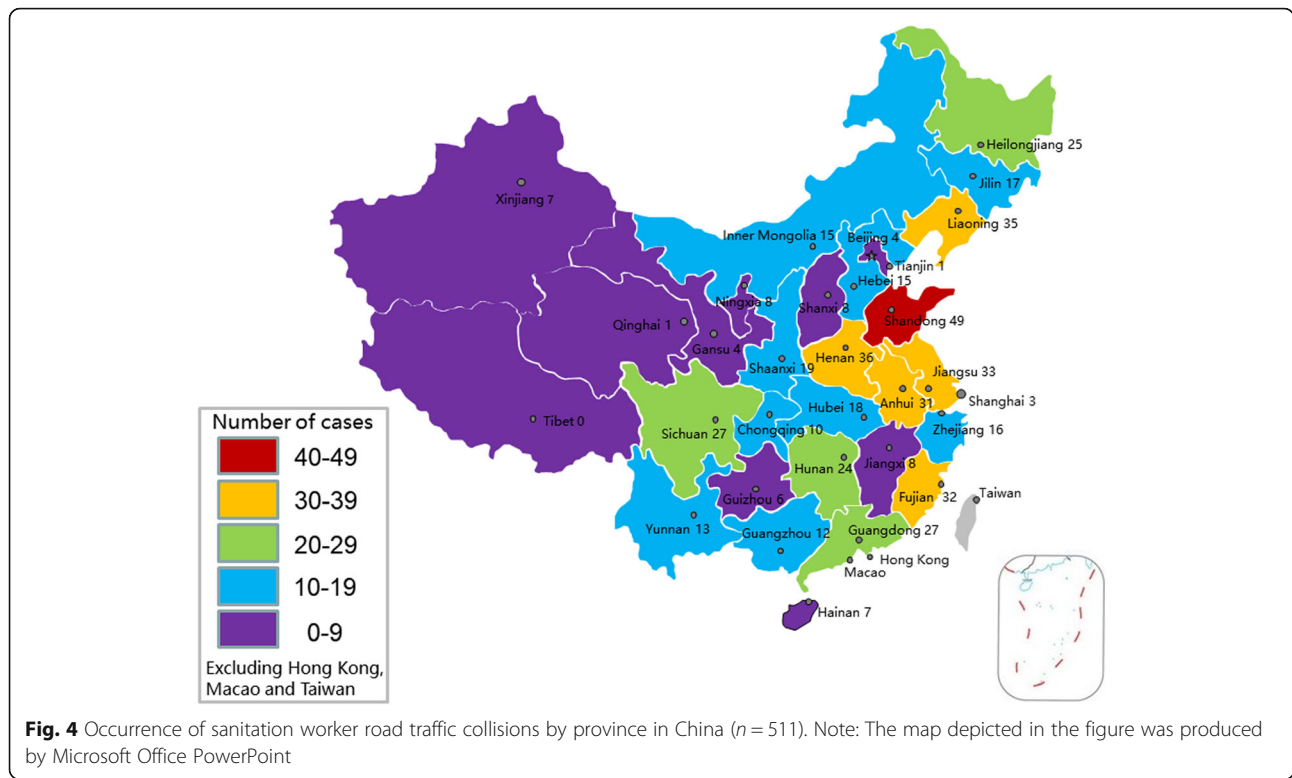 Heilongjiang 25
Jilin 17
Liaoning 35
Inner Mongolia 15
Beijing 4
Tianjin 1
Hebei 15
Xinjiang 7
Ningxia 8
Shanxi 8
Shandong 49
Qinghai 1
Gansu 4
Shaanxi 19
Henan 36
Jiangsu 33
Anhui 31
Shanghai 3
Tibet 0
Sichuan 27
Chongqing 10
Hubei 18
Zhejiang 16
Hunan 24
Jiangxi 8
Guizhou 6
Fujian 32
Taiwan
Yunnan 13
Guangzhou 12
Guangdong 27
Hong Kong
Macao
Hainan 7
Number of cases
40-49
30-39
20-29
10-19
0-9
Excluding Hong Kong,
Macao and Taiwan
Fig. 4 Occurrence of sanitation worker road traffic collisions by province in China (n = 511). Note: The map depicted in the figure was produced
by Microsoft Office PowerPoint